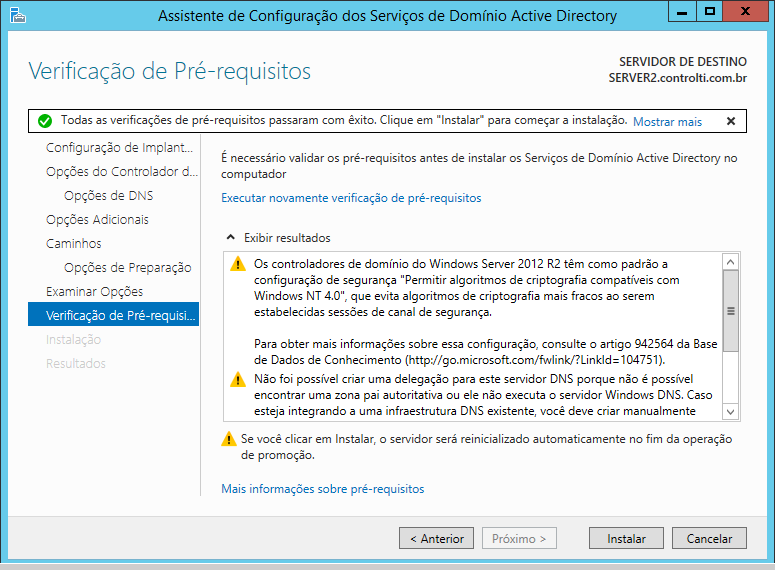 Assistente de Configuração dos Serviços de Domínio Active Directory
Verificação de Pré-requisitos
SERVIDOR DE DESTINO
SERVER2.controlti.com.br
Todas as verificações de pré-requisitos passaram com êxito. Clique em "Instalar" para começar a instalação. Mostrar mais
Configuração de Implant...
Opções do Controlador d...
Opções de DNS
Opções Adicionais
Caminhos
Opções de Preparação
Examinar Opções
Verificação de Pré-requisi...
Instalação
Resultados
É necessário validar os pré-requisitos antes de instalar os Serviços de Domínio Active Directory no
computador
Executar novamente verificação de pré-requisitos
Exibir resultados
Os controladores de domínio do Windows Server 2012 R2 têm como padrão a
configuração de segurança "Permitir algoritmos de criptografia compatíveis com
Windows NT 4.0", que evita algoritmos de criptografia mais fracos ao serem
estabelecidas sessões de canal de segurança.
Para obter mais informações sobre essa configuração, consulte o artigo 942564 da Base
de Dados de Conhecimento (http://go.microsoft.com/fwlink/?LinkId=104751).
Não foi possível criar uma delegação para este servidor DNS porque não é possível
encontrar uma zona pai autoritativa ou ele não executa o servidor Windows DNS. Caso
esteja integrando a uma infraestrutura DNS existente, você deve criar manualmente
Se você clicar em Instalar, o servidor será reinicializado automaticamente no fim da operação
de promoção.
Mais informações sobre pré-requisitos
< Anterior
Próximo >
Instalar
Cancelar